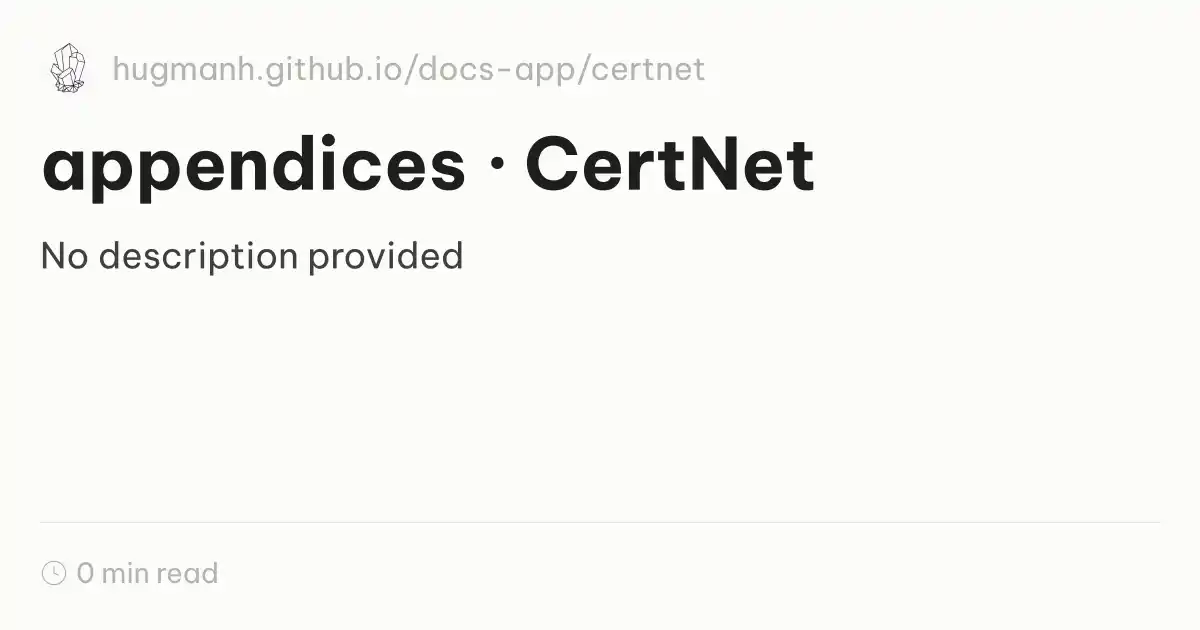 hugmanh.github.io/docs-app/certnet
appendices · CertNet
No description provided
0 min read